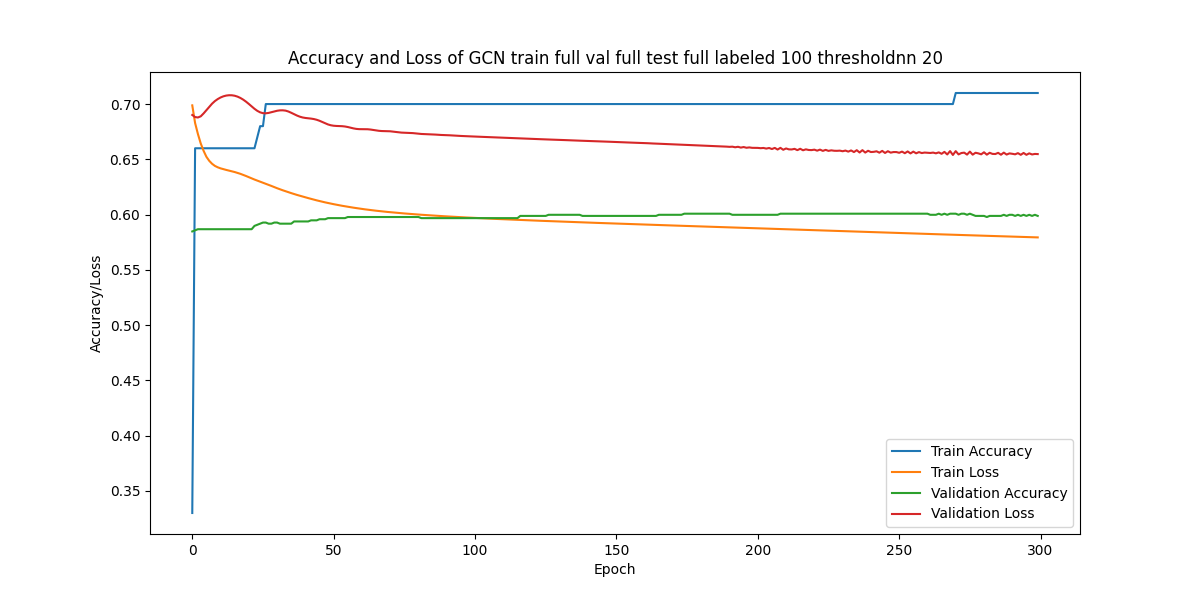 Accuracy and Loss of GCN train full val full test full labeled 100 thresholdnn 20
Accuracy/Loss
0.70
0.65
0.60
0.55
0.50
0.45
0.40
0.35
Train Accuracy
Train Loss
Validation Accuracy
Validation Loss
0 50 100 150 200 250 300
Epoch